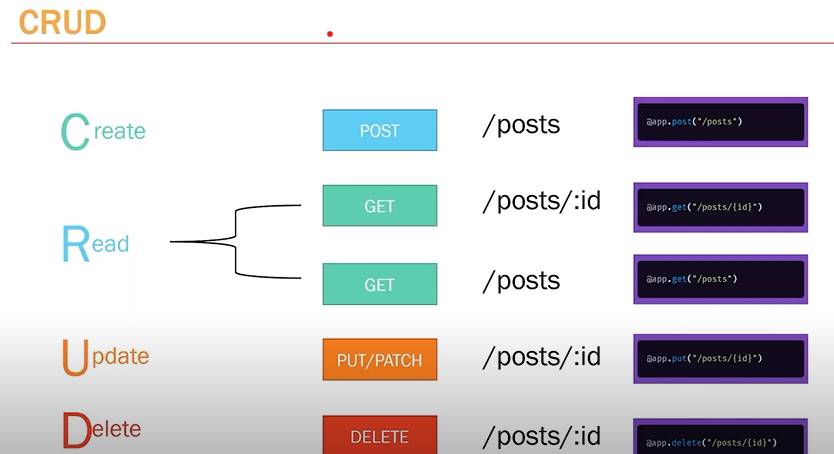 CRUD
Create POST /posts @app.post("/posts")
GET /posts/:id @app.get("/posts/{id}")
Read
GET /posts @app.get("/posts")
Update PUT/PATCH /posts/:id @app.put("/posts/{id}")
Delete DELETE /posts/:id @app.delete("/posts/{id}")